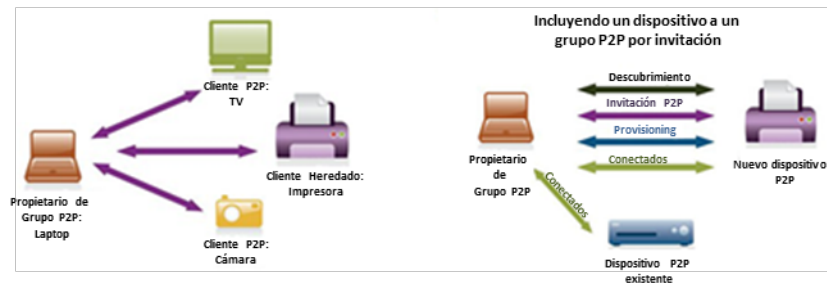 Cliente P2P:
TV
Cliente Heredado:
Impresora
Propietario de
Grupo P2P:
Laptop
Cliente P2P:
Cámara
Incluyendo un dispositivo a un
grupo P2P por invitación
Descubrimiento
Invitación P2P
Provisioning
Conectados
Propietario
de
Grupo P2P
Nuevo dispositivo
P2P
Conectados
Dispositivo P2P
existente